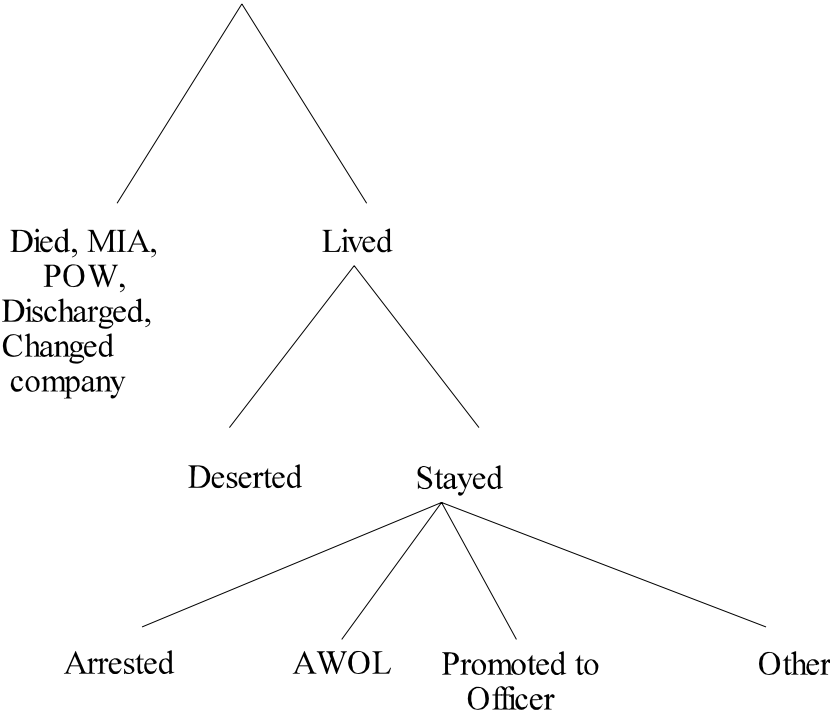 Died, MIA,
POW,
Discharged,
Changed
company
Lived
Deserted
Stayed
Arrested
AWOL
Promoted to
Officer
Other